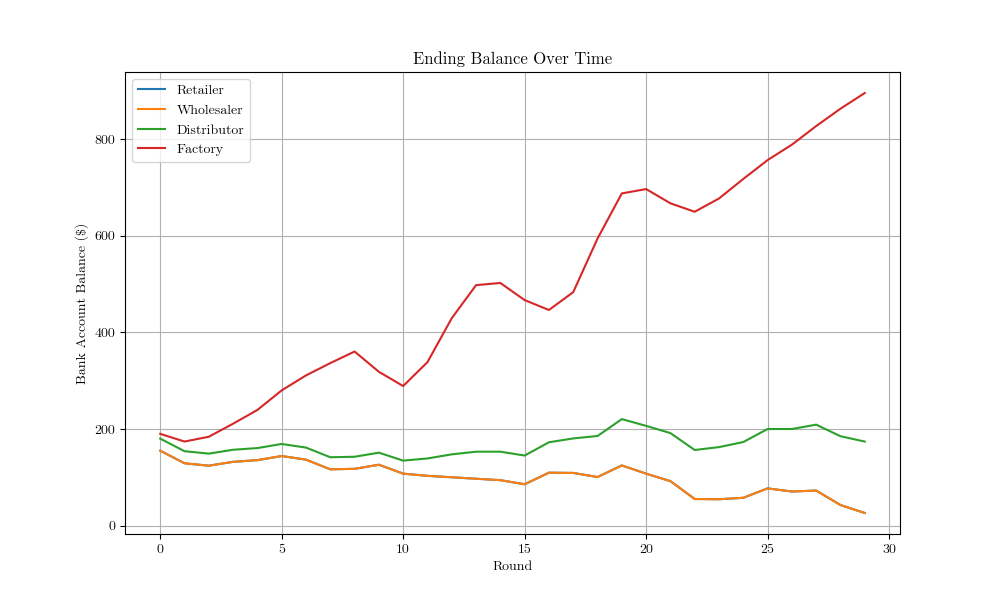 Ending Balance Over Time
Retailer
Wholesaler
Distributor
Factory
Bank Account Balance ($)
800
600
400
200
0
0 5 10 15 20 25 30
Round